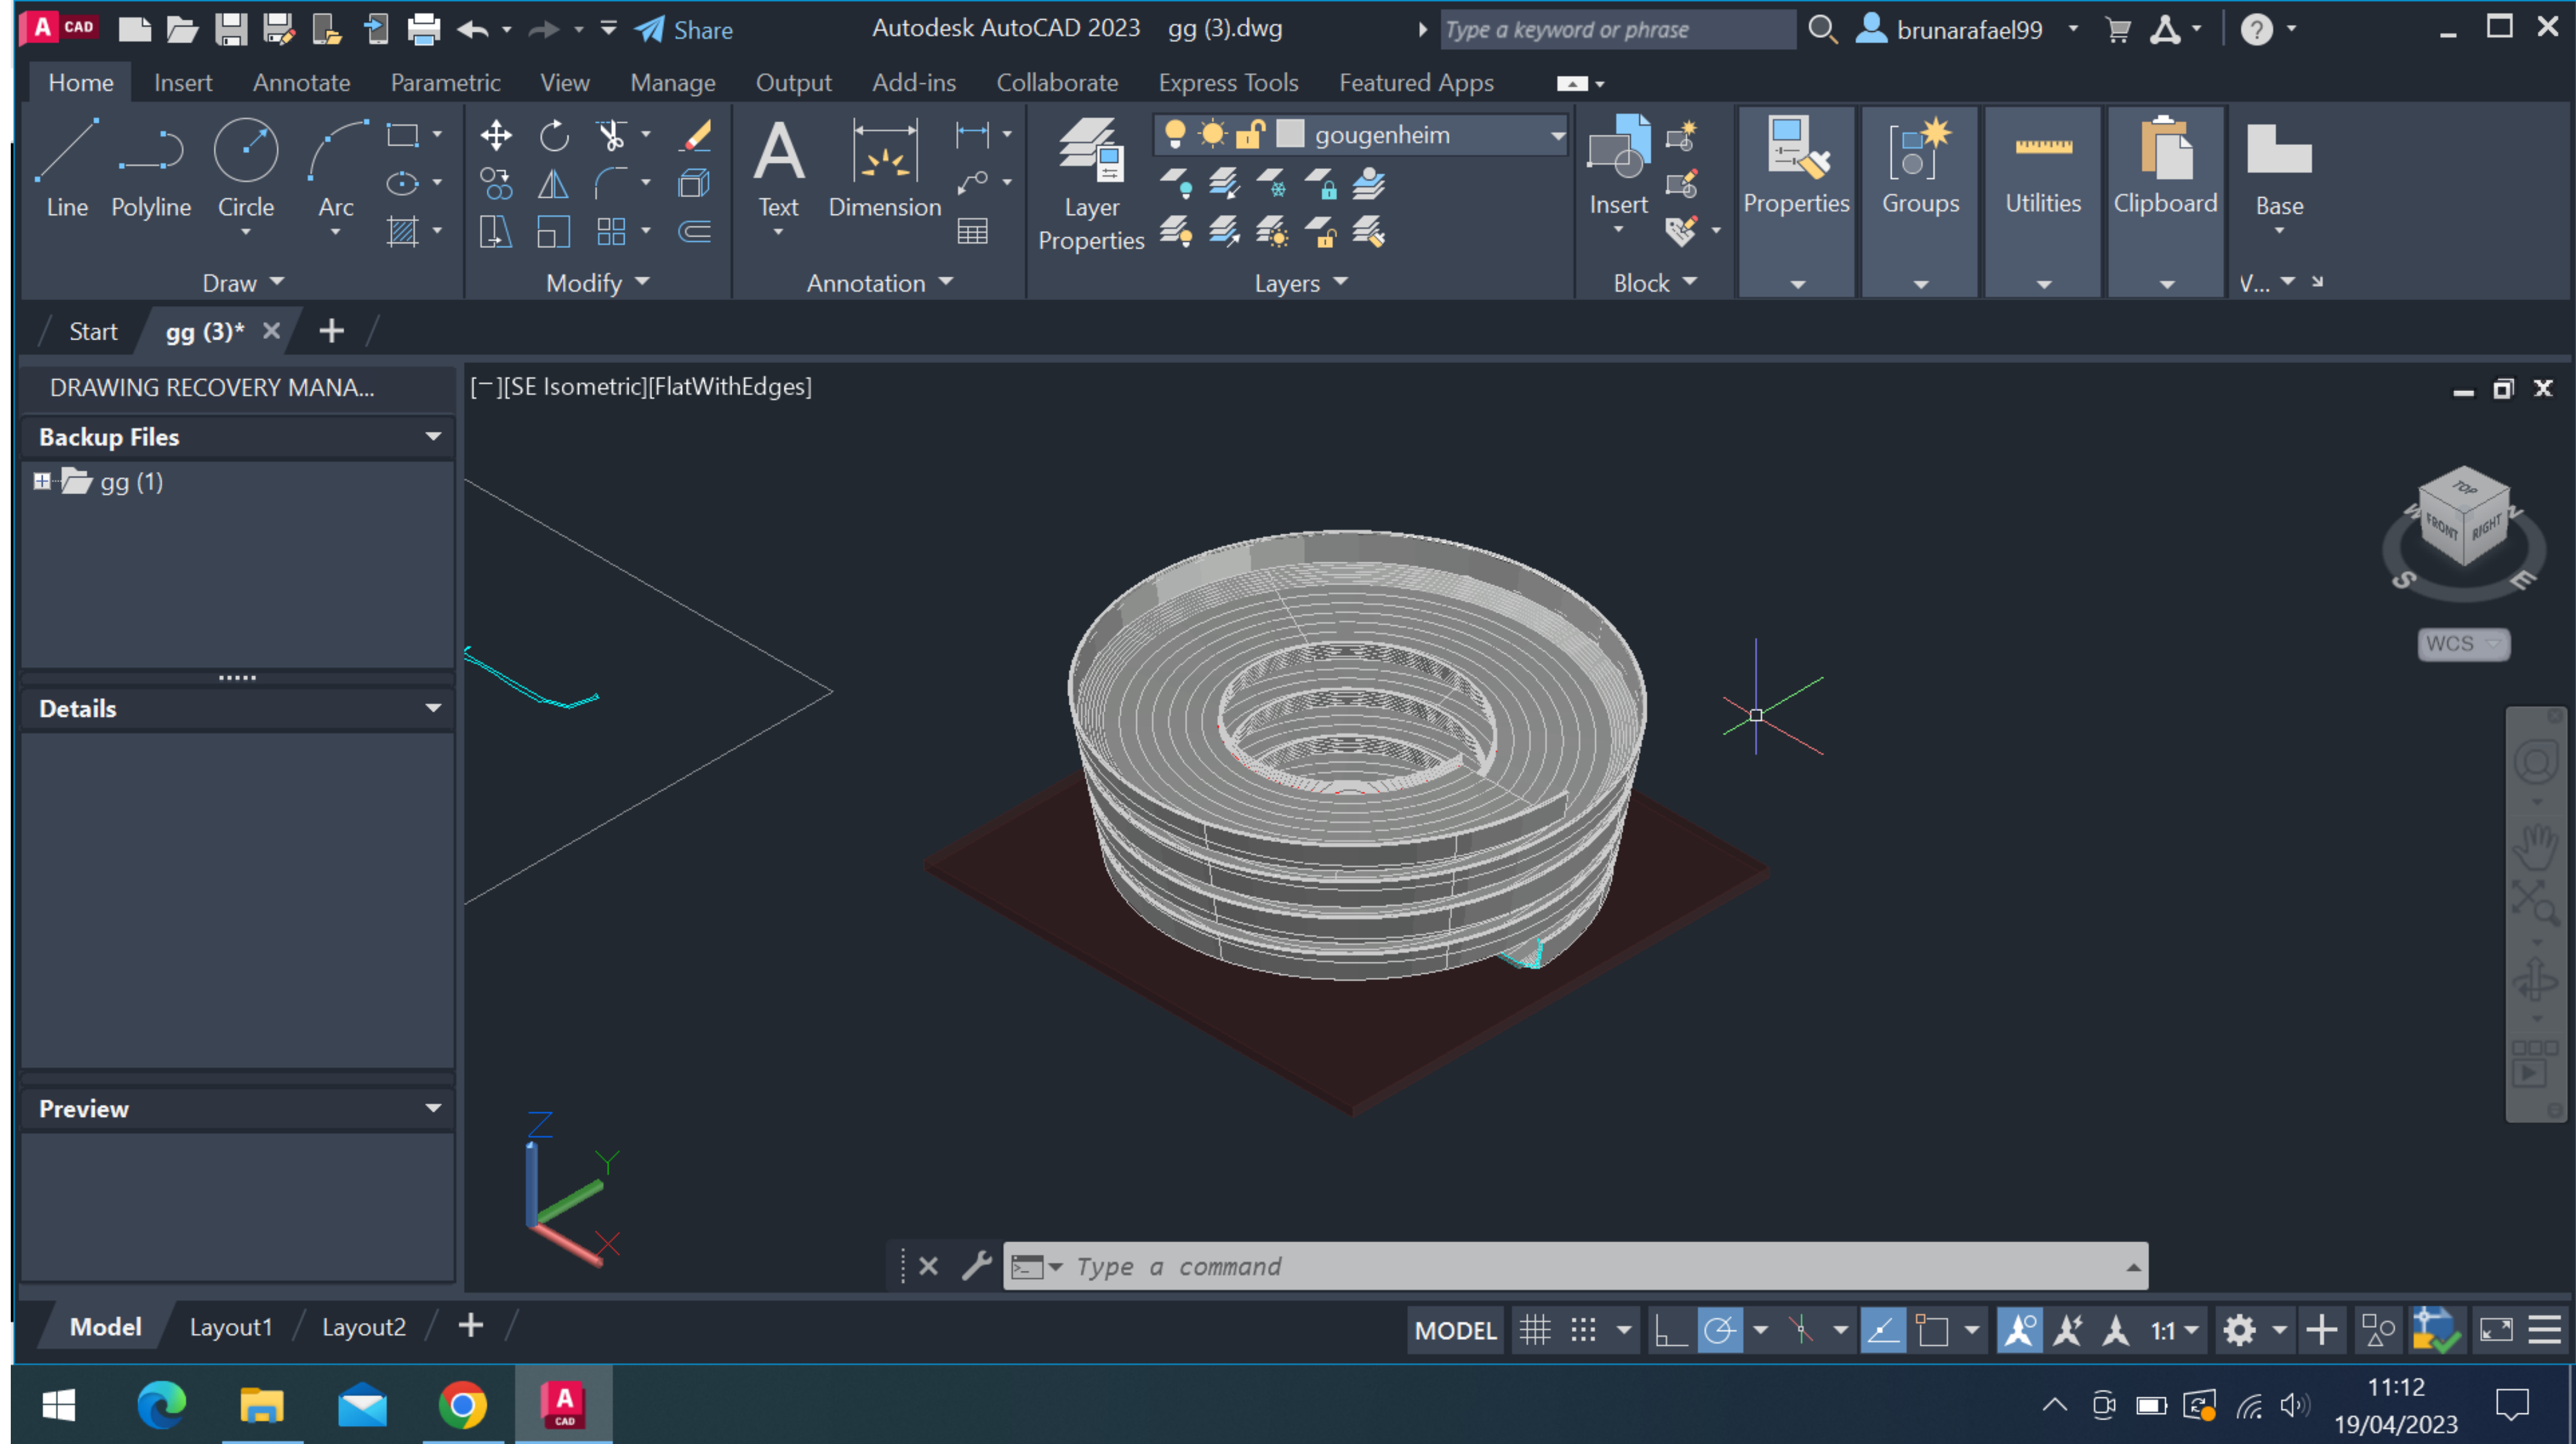 A CAD Share Autodesk AutoCAD 2023 gg (3).dwg Type a keyword or phrase brunarafael99 ?
Home Insert Annotate Parametric View Manage Output Add-ins Collaborate Express Tools Featured Apps
gougenheim
Line Polyline Circle Arc Text Dimension Layer Properties Insert Properties Groups Utilities Clipboard Base
Draw Modify Annotation Layers Block V...
Start gg (3)* +
DRAWING RECOVERY MANA...
[−][SE Isometric][FlatWithEdges]
Backup Files
gg (1)
TOP
FRONT RIGHT
W N
S E
WCS
Details
Preview
Z
Y
X
Type a command
Model Layout1 Layout2 +
MODEL 1:1
A
CAD
11:12
19/04/2023